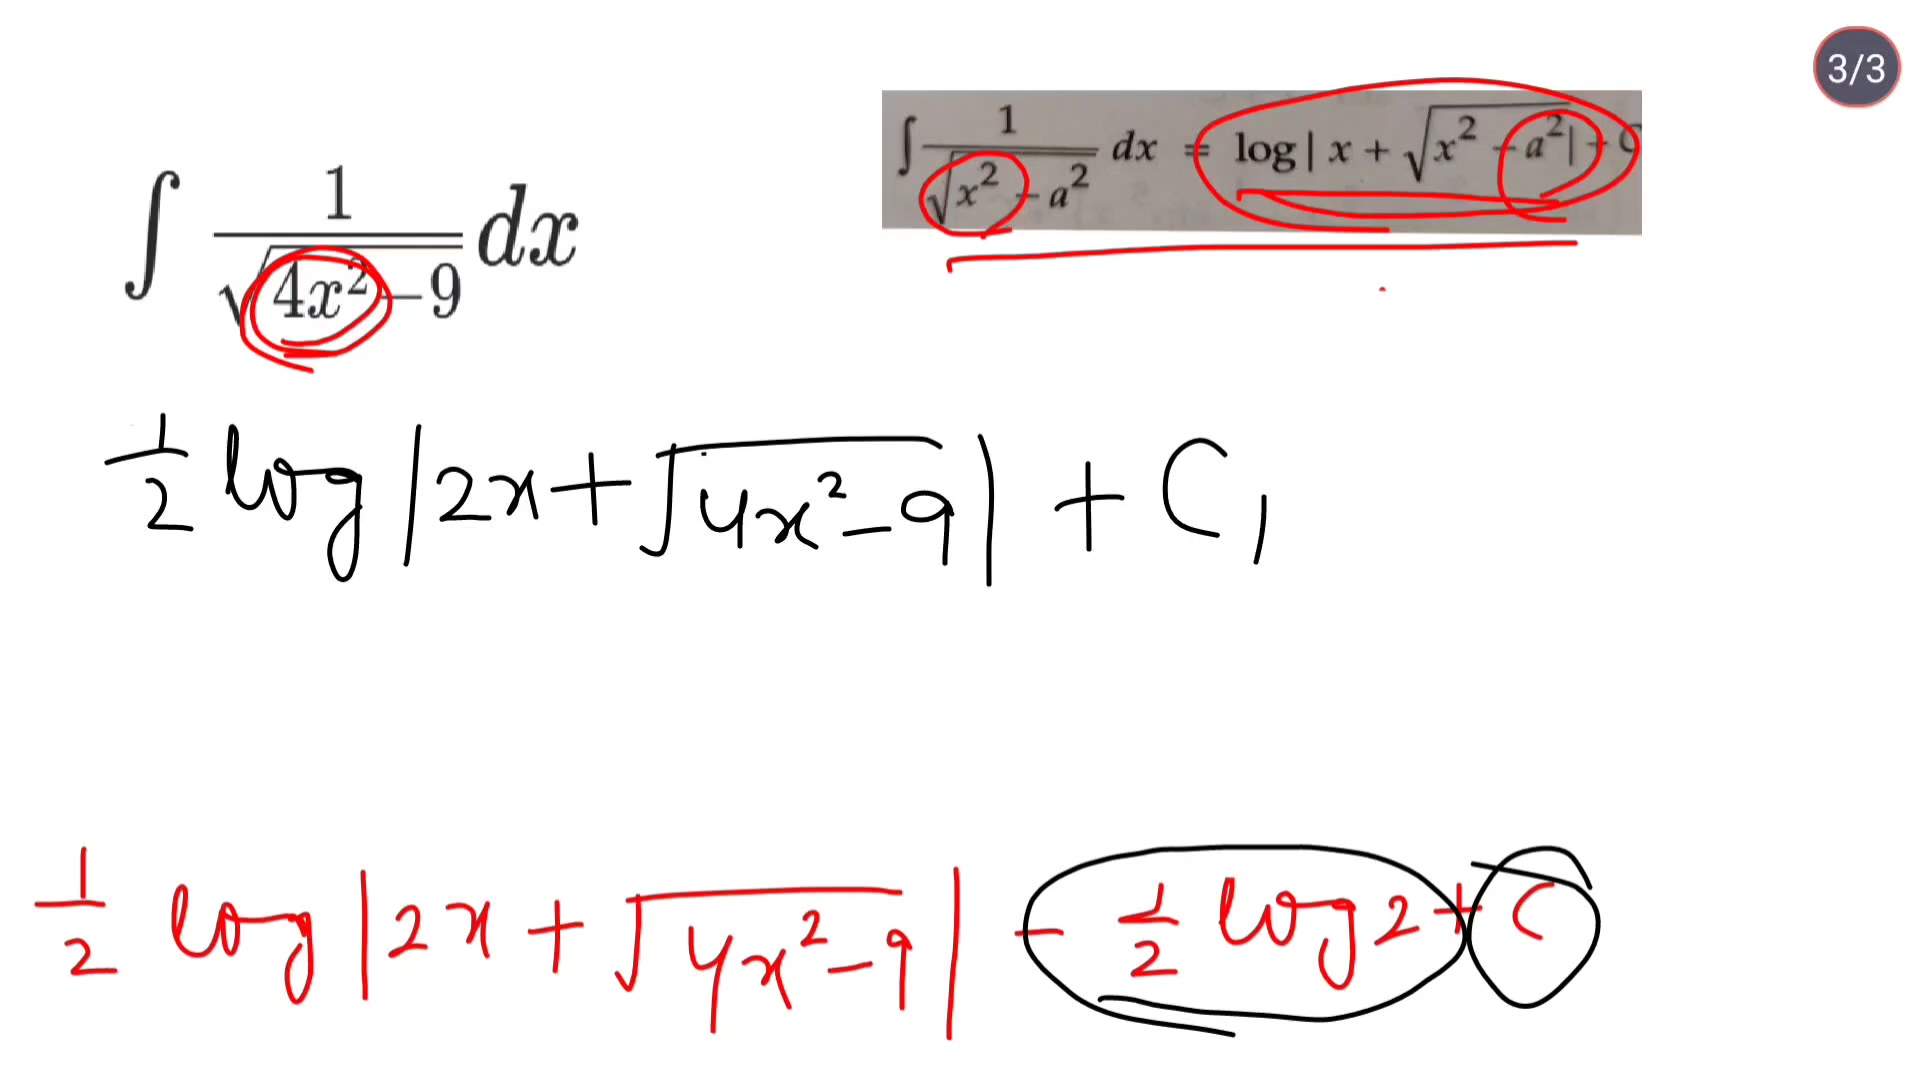 3/3
∫ 1/√(x² - a²) dx = log| x + √(x² - a²)| + C
∫ 1/√(4x² - 9) dx
1/2 log |2x + √(4x² - 9)| + C₁
1/2 log |2x + √(4x² - 9)| - 1/2 log 2 + C